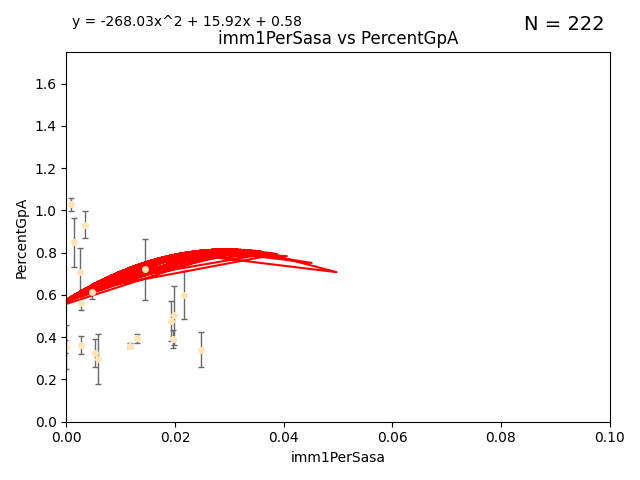 y = -268.03x^2 + 15.92x + 0.58
N = 222
imm1PerSasa vs PercentGpA
PercentGpA
1.6
1.4
1.2
1.0
0.8
0.6
0.4
0.2
0.0
0.00 0.02 0.04 0.06 0.08 0.10
imm1PerSasa